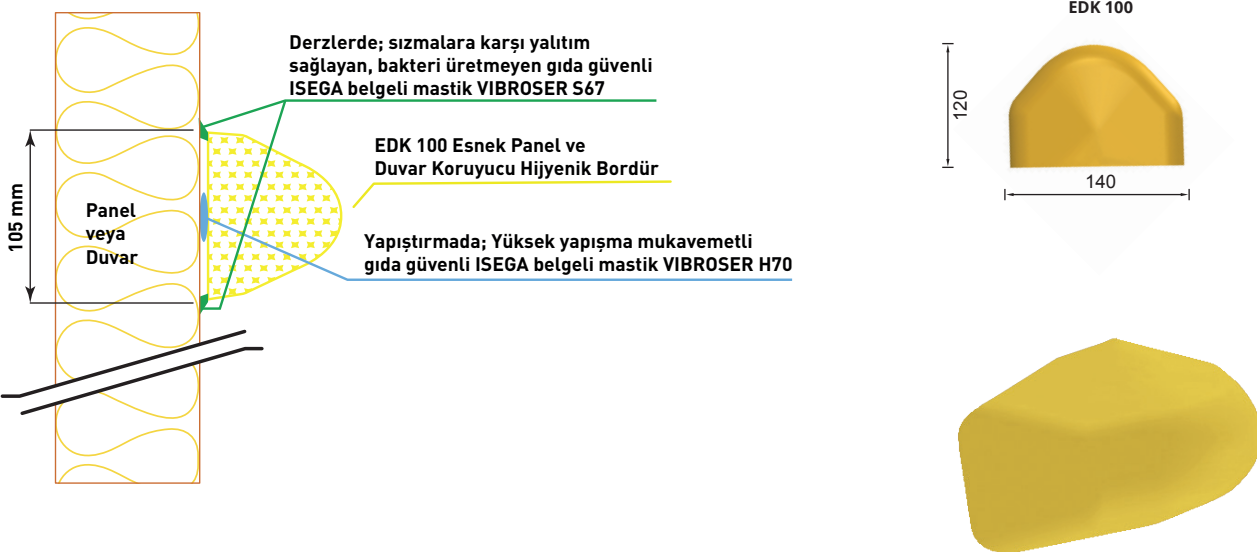 Derzlerde; sızmalara karşı yalıtım
sağlayan, bakteri üretmeyen gıda güvenli
ISEGA belgeli mastik VIBROSER S67
EDK 100 Esnek Panel ve
Duvar Koruyucu Hijyenik Bordür
Yapıştırmada; Yüksek yapışma mukavemetli
gıda güvenli ISEGA belgeli mastik VIBROSER H70
105 mm
Panel
veya
Duvar
EDK 100
120
140